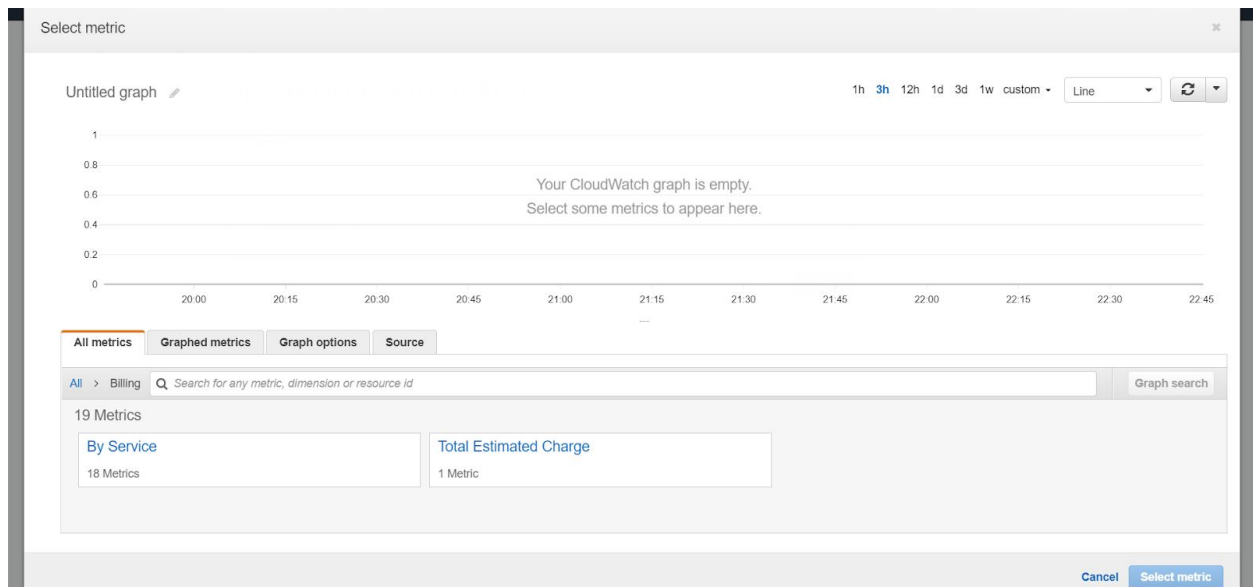 Select metric ×
Untitled graph
1h 3h 12h 1d 3d 1w custom Line
1
0.8
0.6
0.4
0.2
0
Your CloudWatch graph is empty.
Select some metrics to appear here.
20:00 20:15 20:30 20:45 21:00 21:15 21:30 21:45 22:00 22:15 22:30 22:45
All metrics Graphed metrics Graph options Source
All > Billing Search for any metric, dimension or resource id Graph search
19 Metrics
By Service Total Estimated Charge
18 Metrics 1 Metric
Cancel Select metric